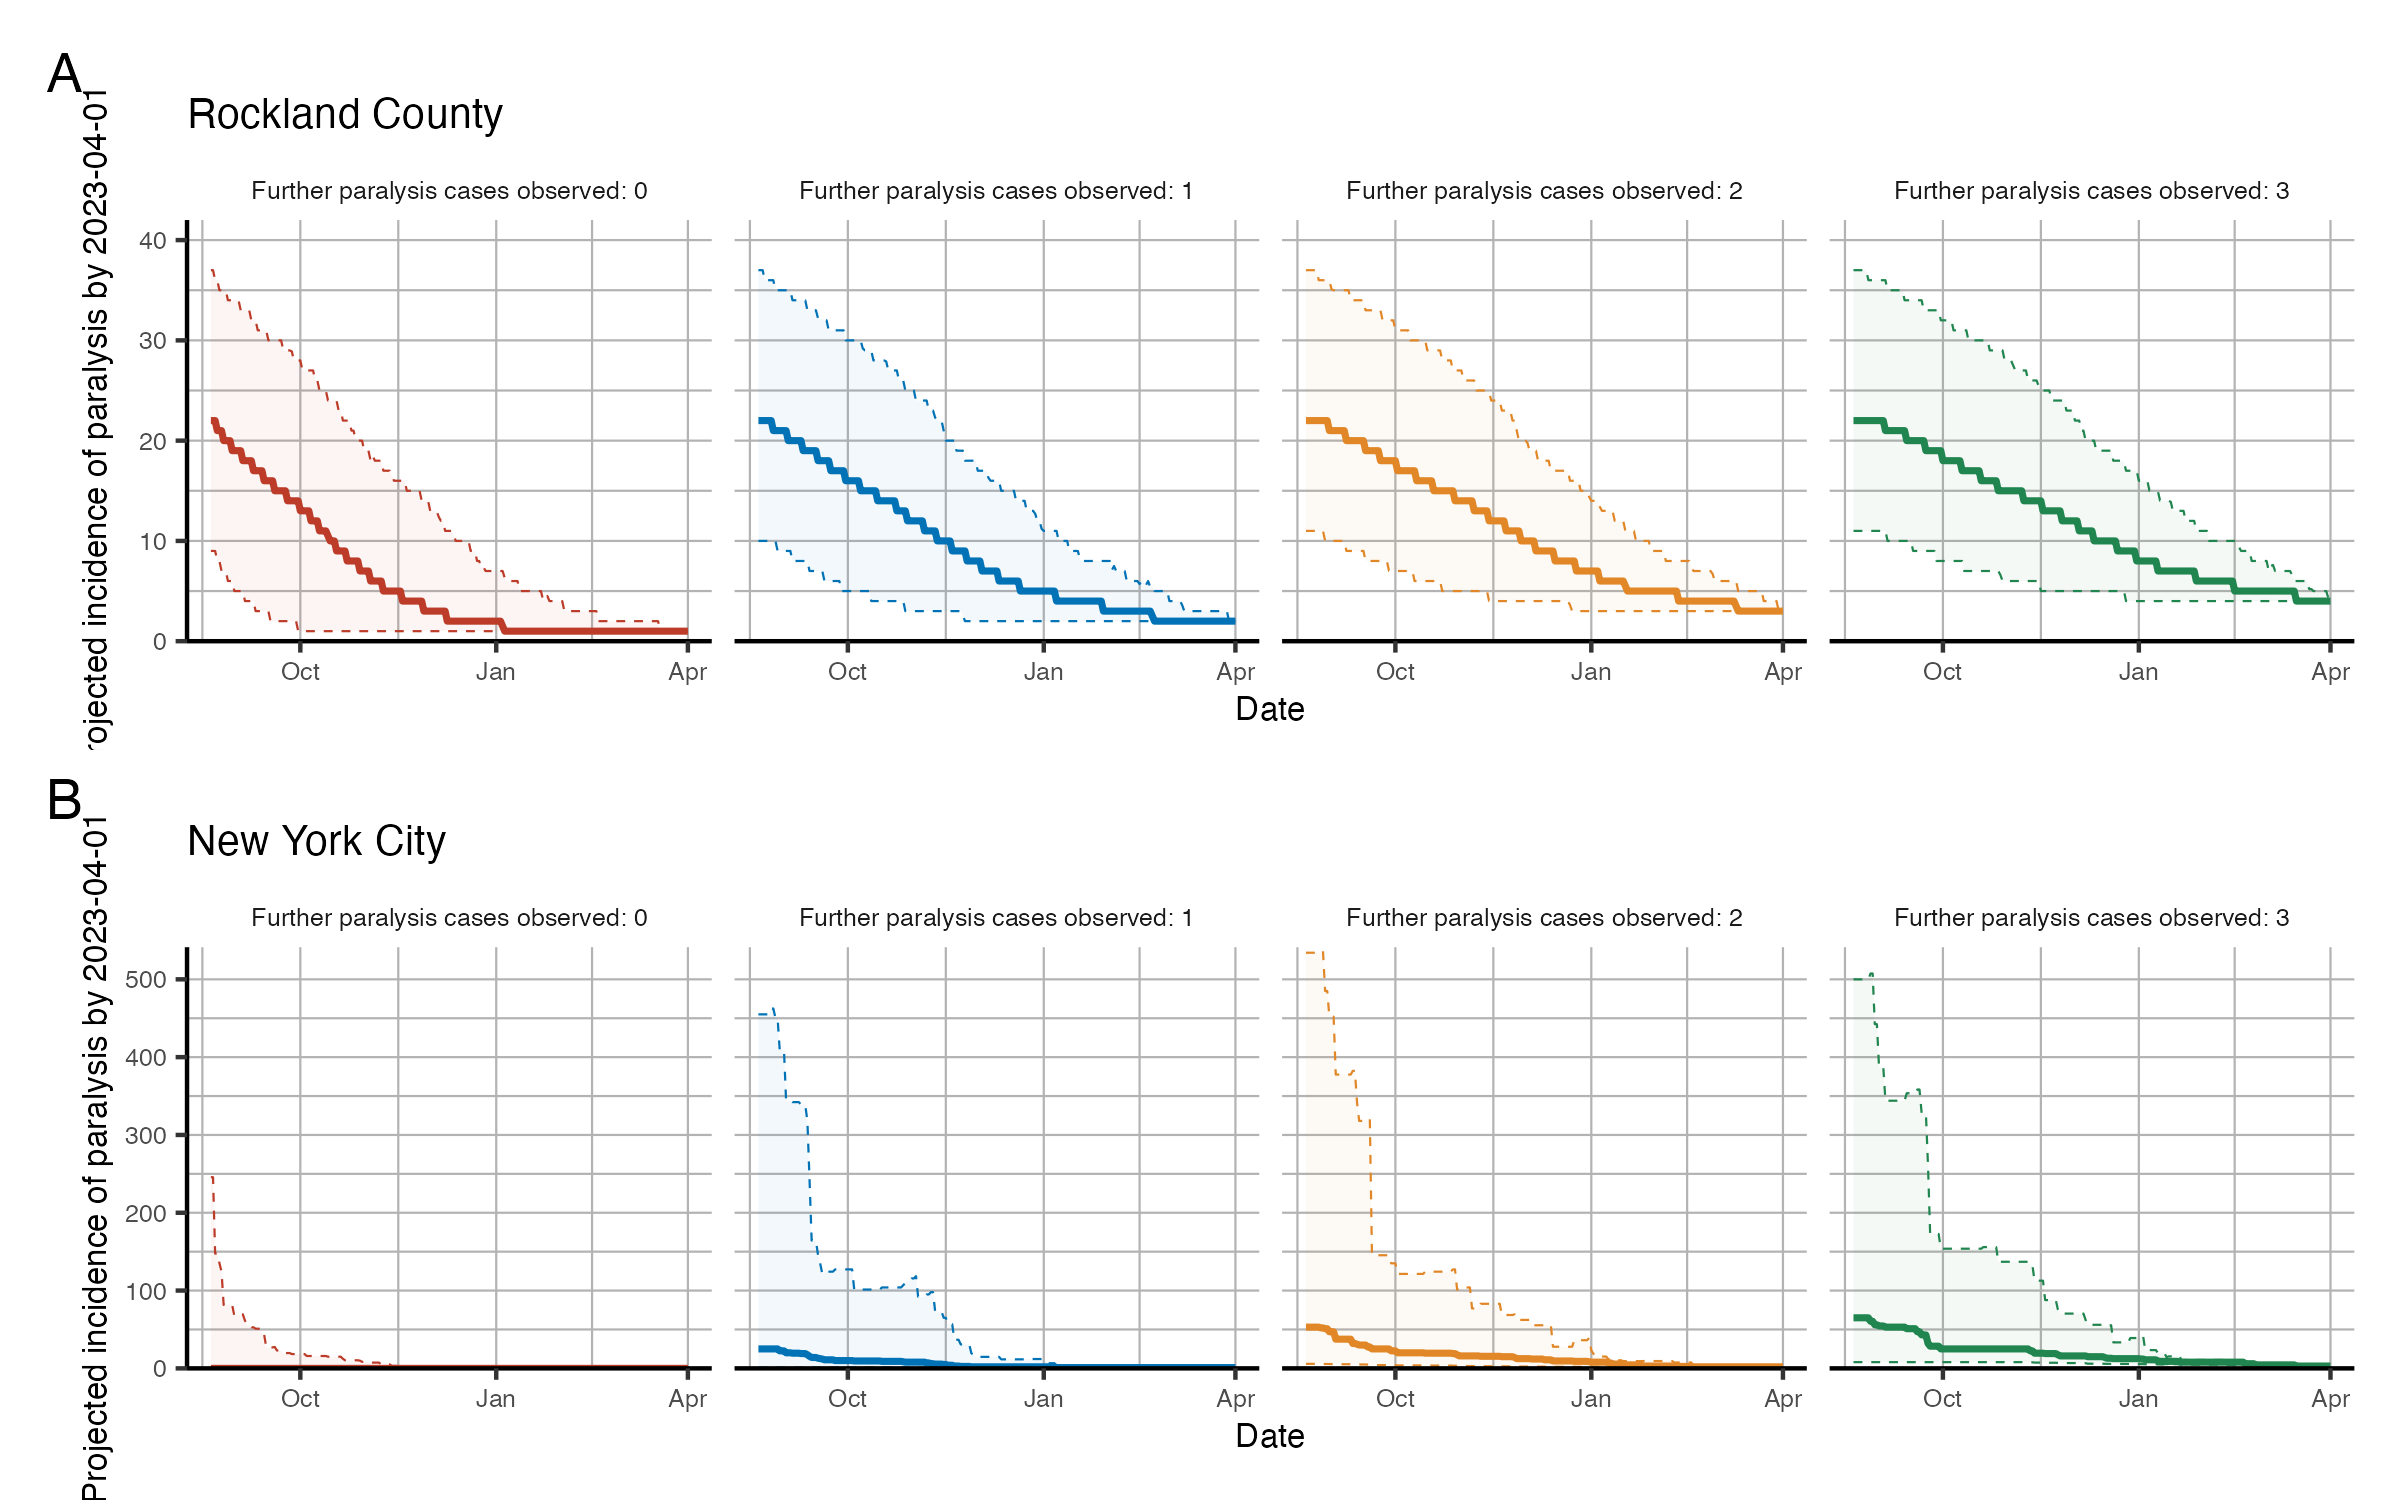 A
Rockland County
Projected incidence of paralysis by 2023-04-01
Further paralysis cases observed: 0
Further paralysis cases observed: 1
Further paralysis cases observed: 2
Further paralysis cases observed: 3
40
30
20
10
0
Oct Jan Apr
Oct Jan Apr
Oct Jan Apr
Oct Jan Apr
Date
B
New York City
Projected incidence of paralysis by 2023-04-01
Further paralysis cases observed: 0
Further paralysis cases observed: 1
Further paralysis cases observed: 2
Further paralysis cases observed: 3
500
400
300
200
100
0
Oct Jan Apr
Oct Jan Apr
Oct Jan Apr
Oct Jan Apr
Date